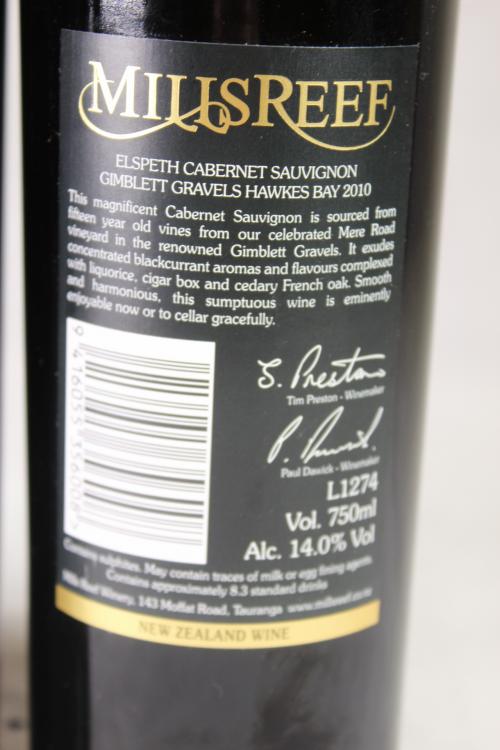 MILLSREEF
ELSPETH CABERNET SAUVIGNON
GIMBLETT GRAVELS HAWKES BAY 2010
This magnificent Cabernet Sauvignon is sourced from
fifteen year old vines from our celebrated Mere Road
vineyard in the renowned Gimblett Gravels. It exudes
concentrated blackcurrant aromas and flavours complexed
with liquorice, cigar box and cedary French oak. Smooth
and harmonious, this sumptuous wine is eminently
enjoyable now or to cellar gracefully.
9 416055 356008 >
Tim Preston - Winemaker
Paul Dawick - Winemaker
L1274
Vol. 750ml
Alc. 14.0% Vol
Contains sulphites. May contain traces of milk or egg fining agents.
Contains approximately 8.3 standard drinks
Mills Reef Winery, 143 Moffat Road, Tauranga www.millsreef.co.nz
NEW ZEALAND WINE